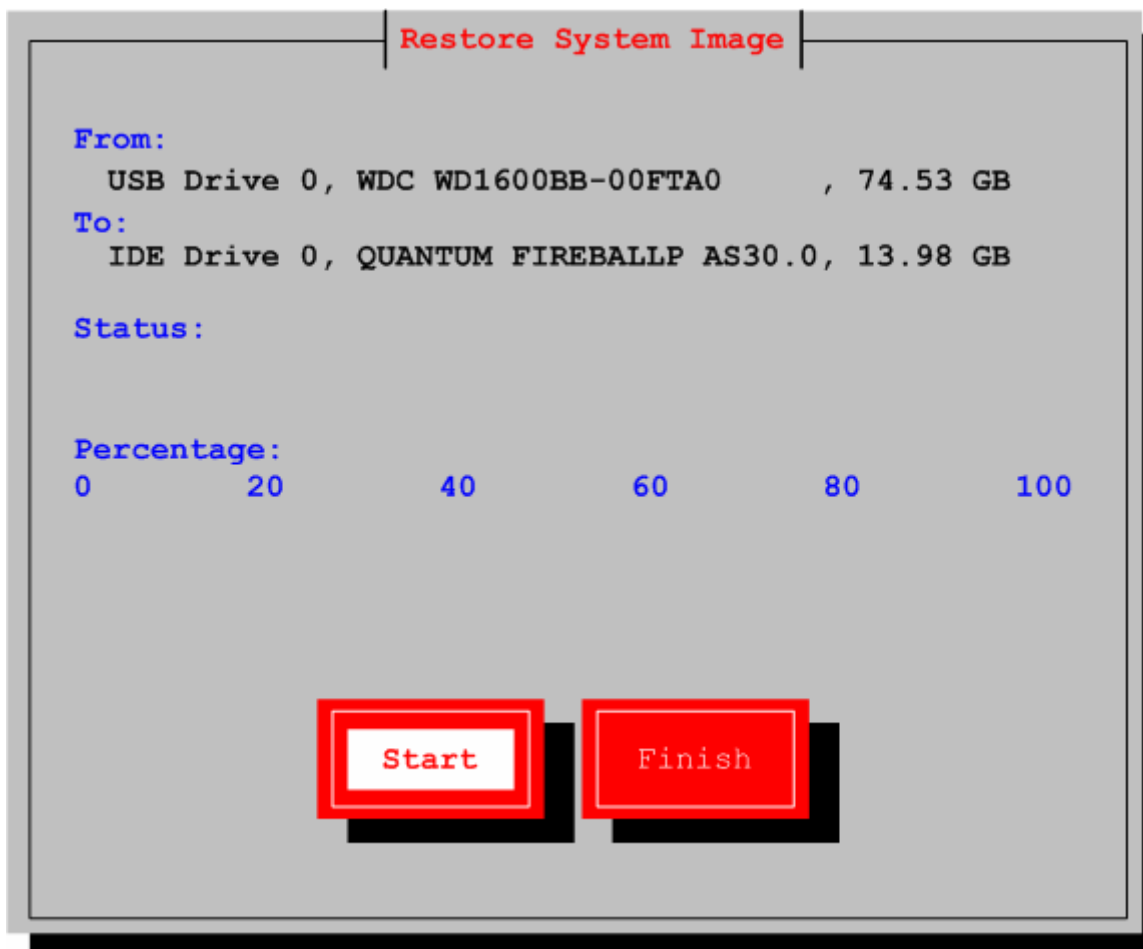 Restore System Image
From:
USB Drive 0, WDC WD1600BB-00FTA0      , 74.53 GB
To:
IDE Drive 0, QUANTUM FIREBALLP AS30.0, 13.98 GB
Status:
Percentage:
0 20 40 60 80 100
Start Finish